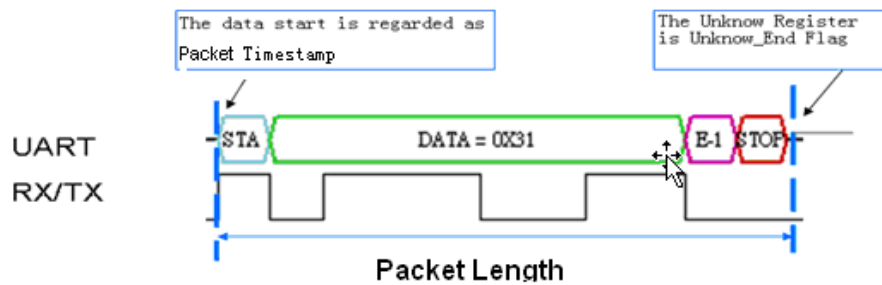 The data start is regarded as
Packet Timestamp
The Unknow Register
is Unknow_End Flag
UART
STA
DATA = 0X31
E-1
STOP
RX/TX
Packet Length